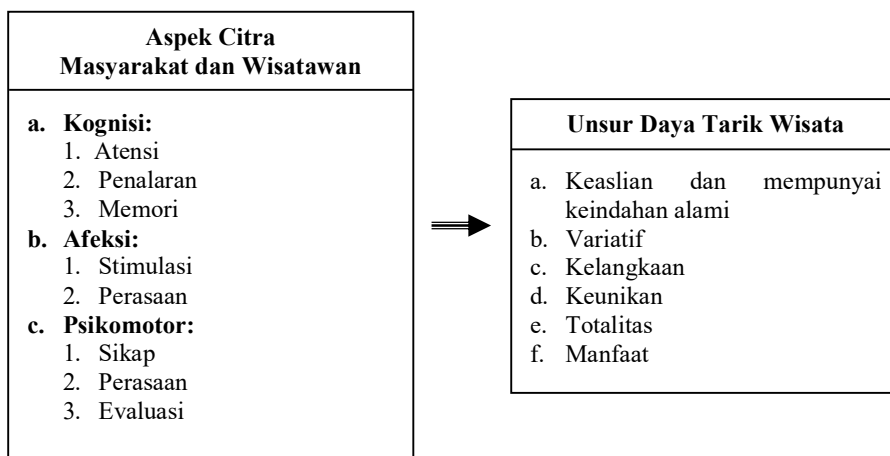 Aspek Citra
Masyarakat dan Wisatawan
a. Kognisi:
1. Atensi
2. Penalaran
3. Memori
b. Afeksi:
1. Stimulasi
2. Perasaan
c. Psikomotor:
1. Sikap
2. Perasaan
3. Evaluasi
Unsur Daya Tarik Wisata
a. Keaslian dan mempunyai
keindahan alami
b. Variatif
c. Kelangkaan
d. Keunikan
e. Totalitas
f. Manfaat